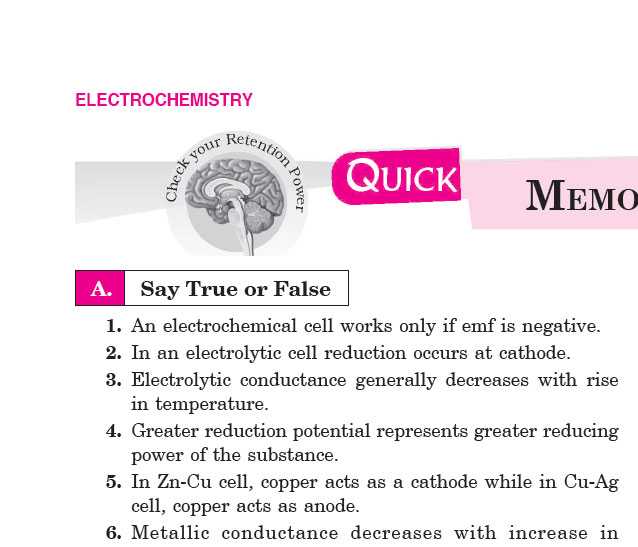 ELECTROCHEMISTRY
Check your Retention Power
QUICK
MEMO
A. Say True or False
1. An electrochemical cell works only if emf is negative.
2. In an electrolytic cell reduction occurs at cathode.
3. Electrolytic conductance generally decreases with rise
in temperature.
4. Greater reduction potential represents greater reducing
power of the substance.
5. In Zn-Cu cell, copper acts as a cathode while in Cu-Ag
cell, copper acts as anode.
6. Metallic conductance decreases with increase in